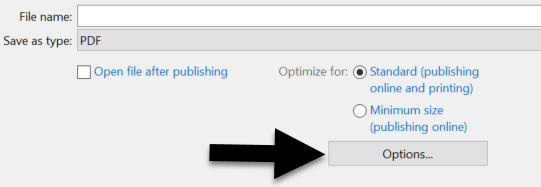 File name:
Save as type: PDF
Open file after publishing
Optimize for: Standard (publishing
online and printing)
Minimum size
(publishing online)
Options...